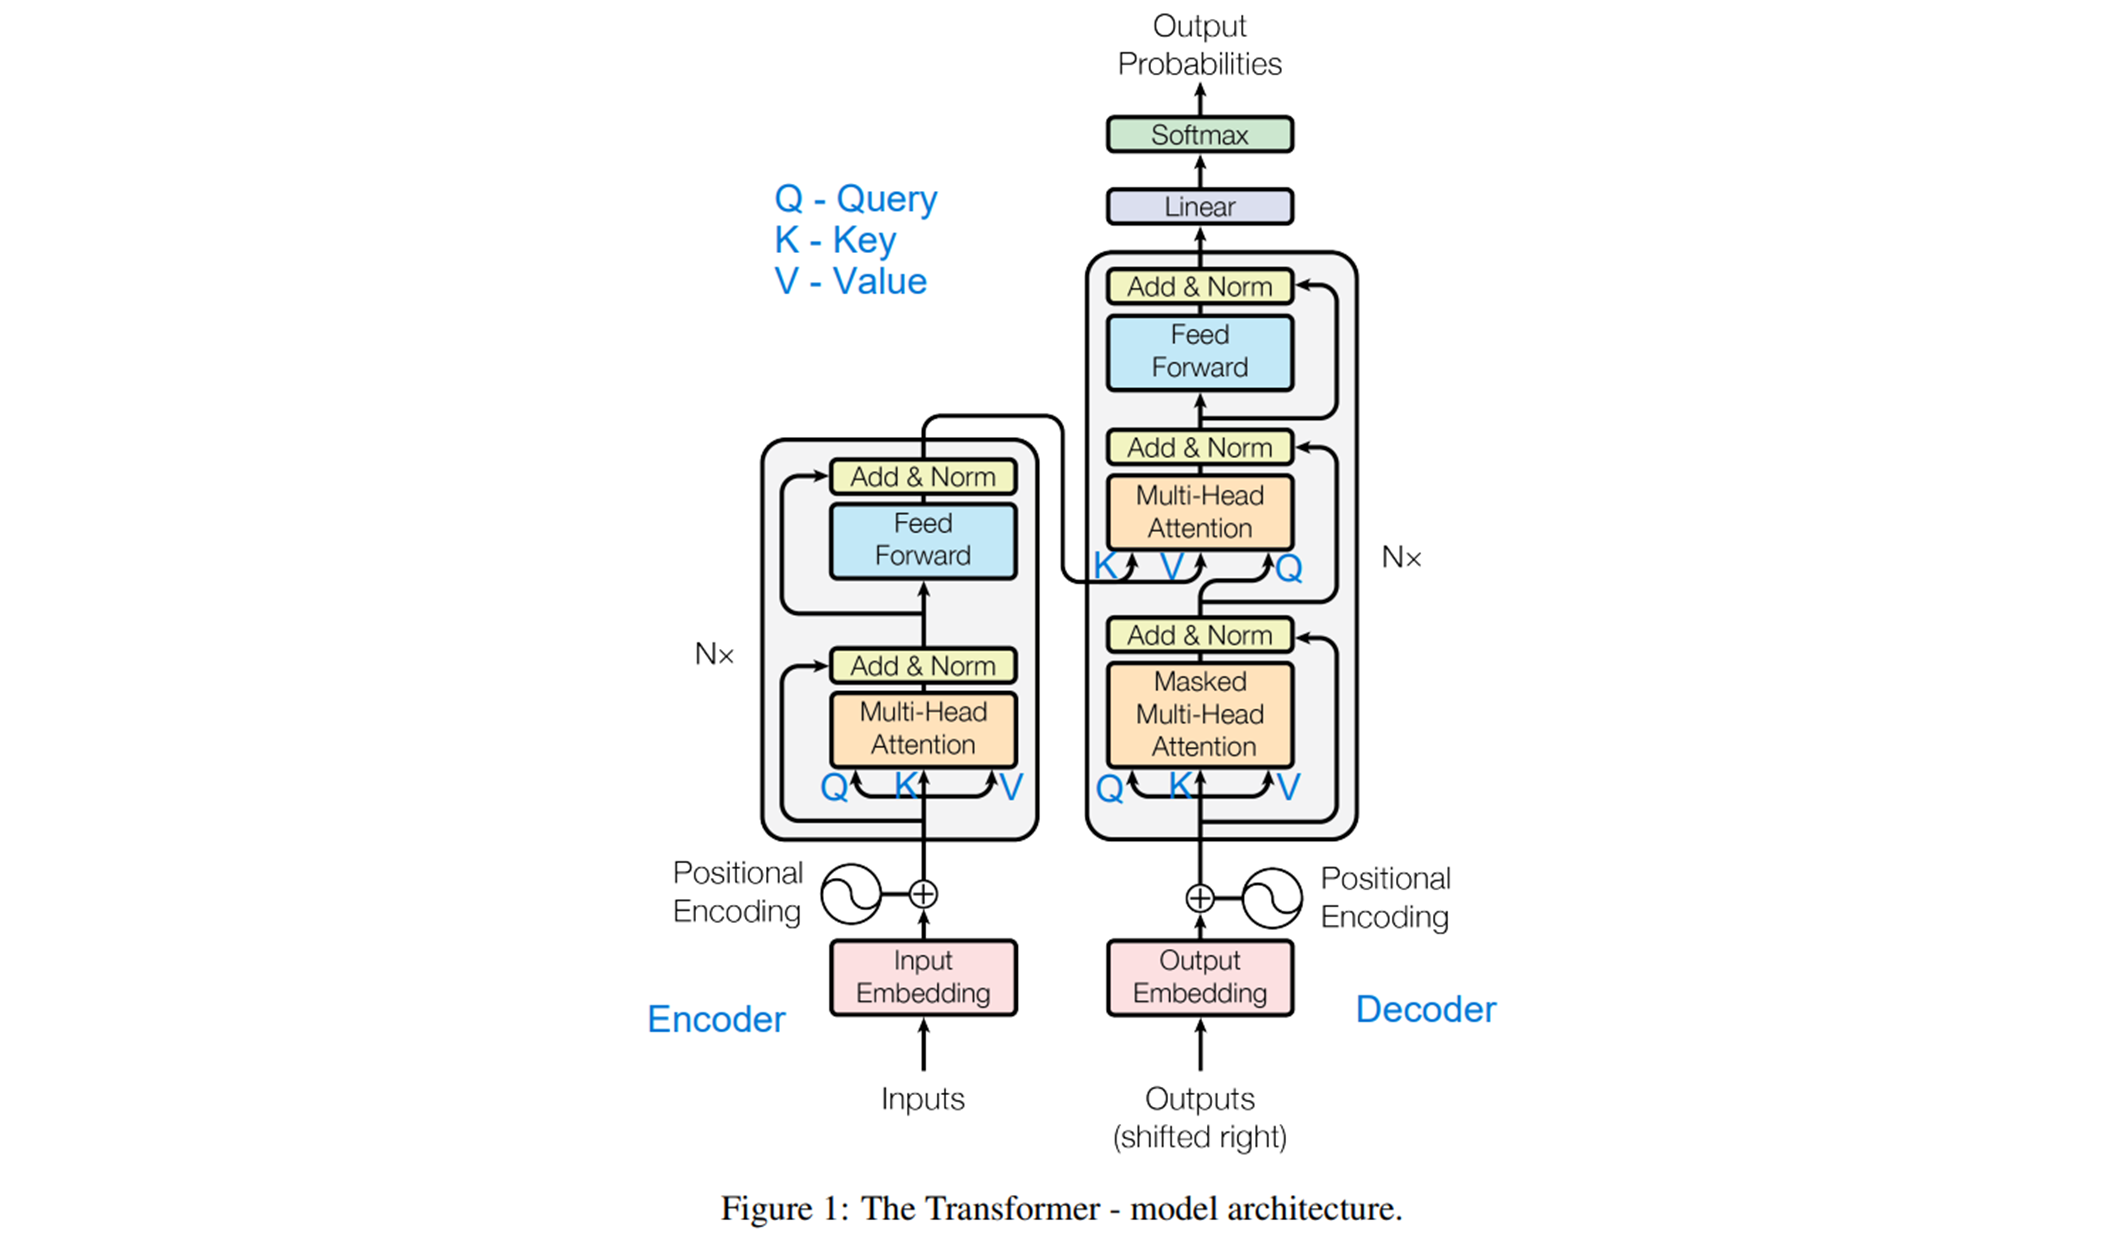 Output
Probabilities
Softmax
Linear
Q - Query
K - Key
V - Value
Add & Norm
Feed
Forward
Add & Norm
Multi-Head
Attention
K V Q
Nx
Add & Norm
Masked
Multi-Head
Attention
Q K V
Add & Norm
Feed
Forward
Nx
Add & Norm
Multi-Head
Attention
Q K V
Positional
Encoding
Positional
Encoding
Input
Embedding
Output
Embedding
Encoder
Decoder
Inputs
Outputs
(shifted right)
Figure 1: The Transformer - model architecture.